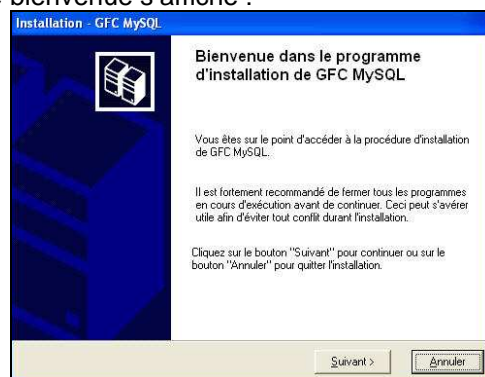 bienvenue s'affiche :
Installation - GFC MySQL
Bienvenue dans le programme
d'installation de GFC MySQL
Vous êtes sur le point d'accéder à la procédure d'installation
de GFC MySQL.
Il est fortement recommandé de fermer tous les programmes
en cours d'exécution avant de continuer. Ceci peut s'avérer
utile afin d'éviter tout conflit durant l'installation.
Cliquez sur le bouton "Suivant" pour continuer ou sur le
bouton "Annuler" pour quitter l'installation.
Suivant >
Annuler